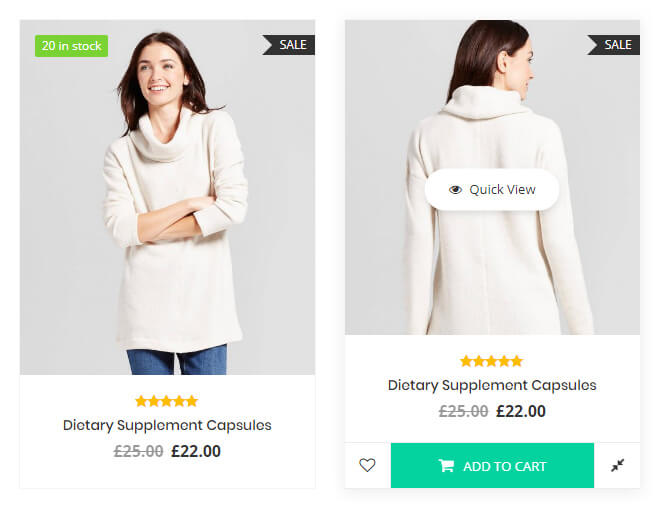 20 in stock
SALE
Dietary Supplement Capsules
£25.00 £22.00
SALE
Quick View
Dietary Supplement Capsules
£25.00 £22.00
ADD TO CART